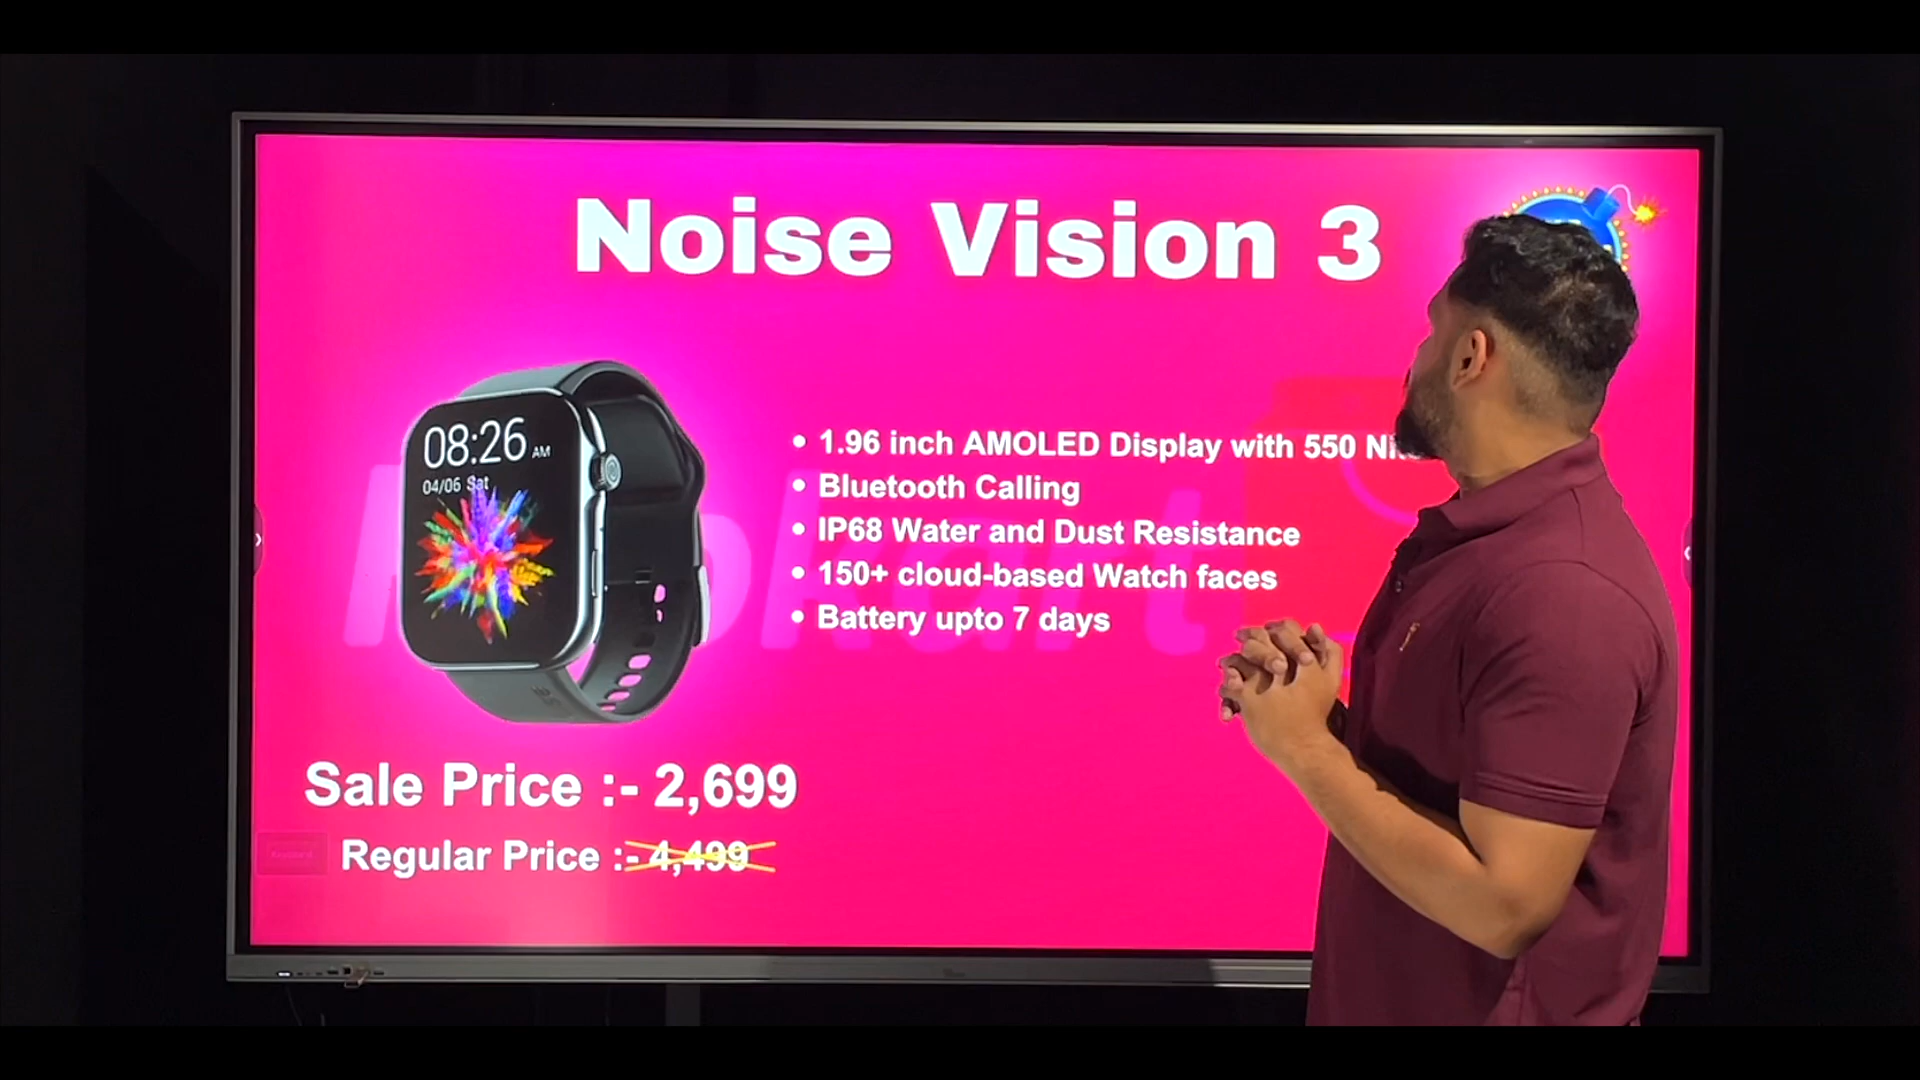 Noise Vision 3
08:26 AM
04/06 Sat
• 1.96 inch AMOLED Display with 550
• Bluetooth Calling
• IP68 Water and Dust Resistance
• 150+ cloud-based Watch faces
• Battery upto 7 days
Sale Price :- 2,699
Regular Price :- 4,499